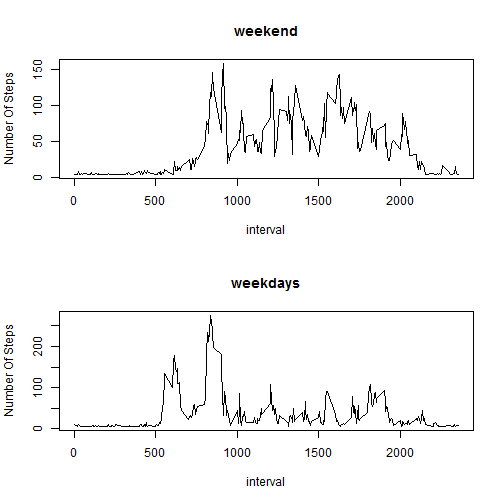 weekend
Number Of Steps
150
100
50
0
0 500 1000 1500 2000
interval
weekdays
Number Of Steps
200
100
0
0 500 1000 1500 2000
interval